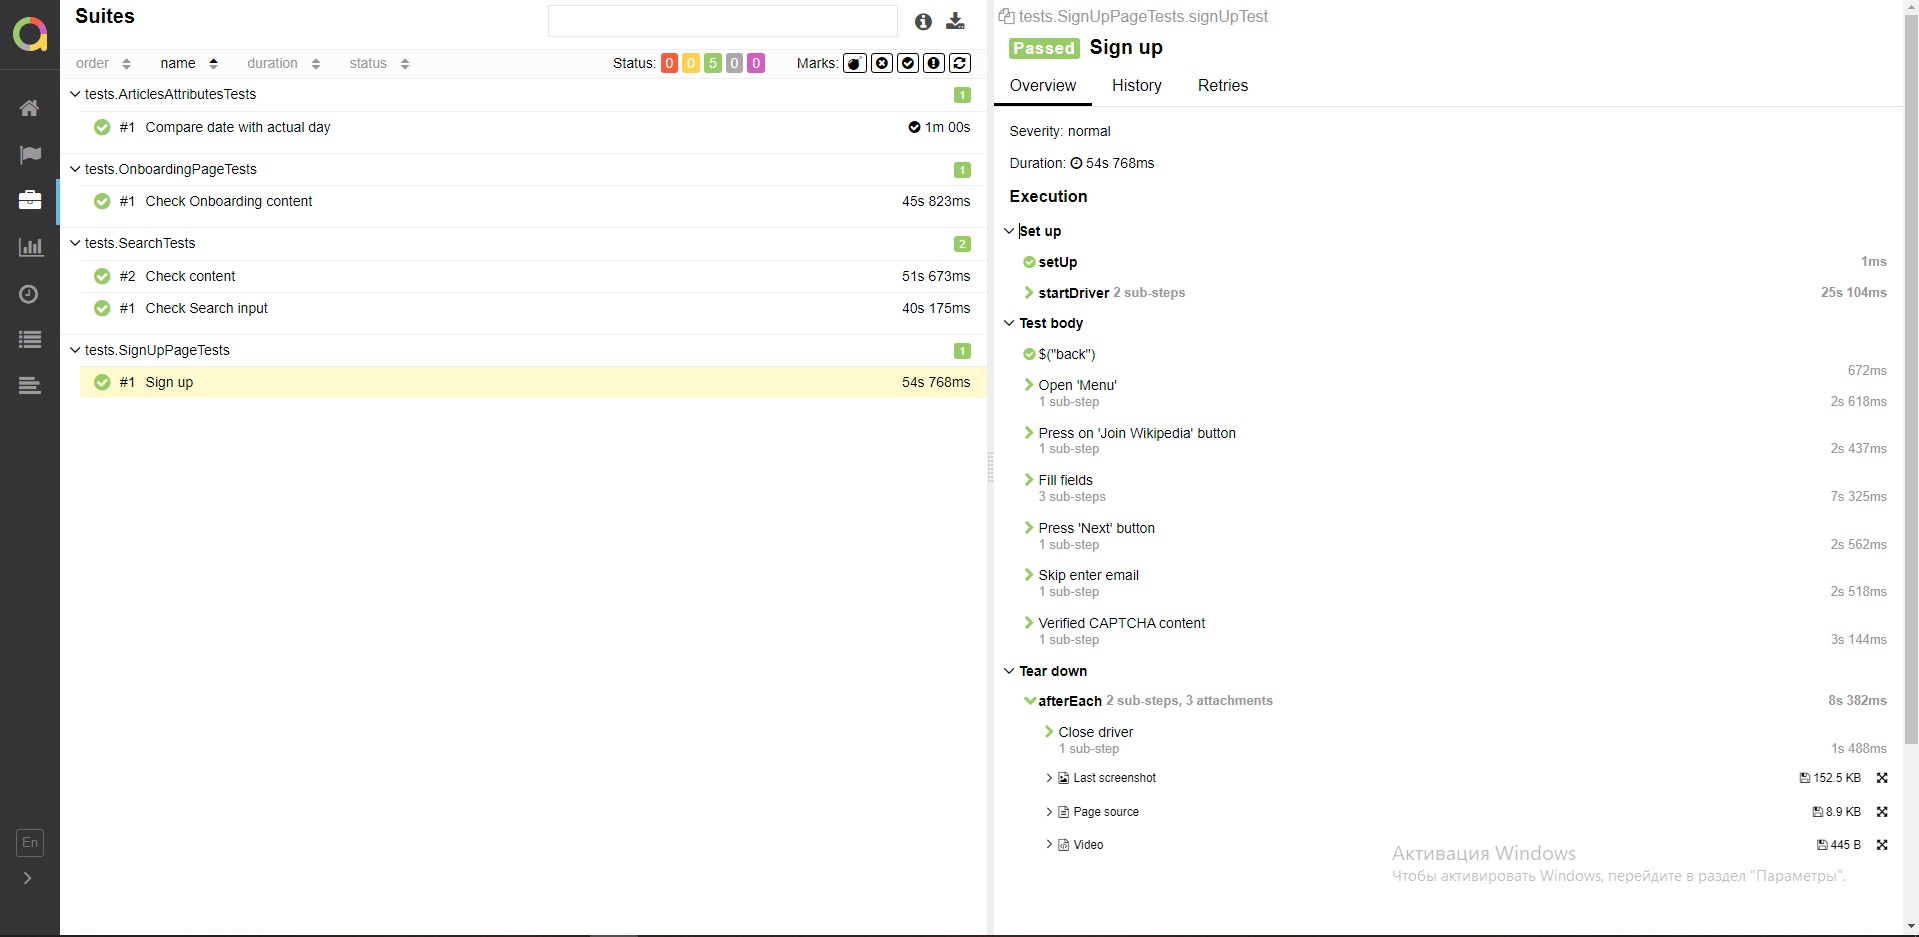 Suites
order name duration status
Status: 0 0 5 0 0 Marks:
tests.ArticlesAttributesTests 1
#1 Compare date with actual day 1m 00s
tests.OnboardingPageTests 1
#1 Check Onboarding content 45s 823ms
tests.SearchTests 2
#2 Check content 51s 673ms
#1 Check Search input 40s 175ms
tests.SignUpPageTests 1
#1 Sign up 54s 768ms
En
tests.SignUpPageTests.signUpTest
Passed Sign up
Overview History Retries
Severity: normal
Duration: 54s 768ms
Execution
Set up
setUp 1ms
startDriver 2 sub-steps 25s 104ms
Test body
$("back")
672ms
Open 'Menu'
1 sub-step 2s 618ms
Press on 'Join Wikipedia' button
1 sub-step 2s 437ms
Fill fields
3 sub-steps 7s 325ms
Press 'Next' button
1 sub-step 2s 562ms
Skip enter email
1 sub-step 2s 518ms
Verified CAPTCHA content
1 sub-step 3s 144ms
Tear down
afterEach 2 sub-steps, 3 attachments 8s 382ms
Close driver
1 sub-step 1s 488ms
Last screenshot 152.5 KB
Page source 8.9 KB
Video 445 B
Активация Windows
Чтобы активировать Windows, перейдите в раздел "Параметры".